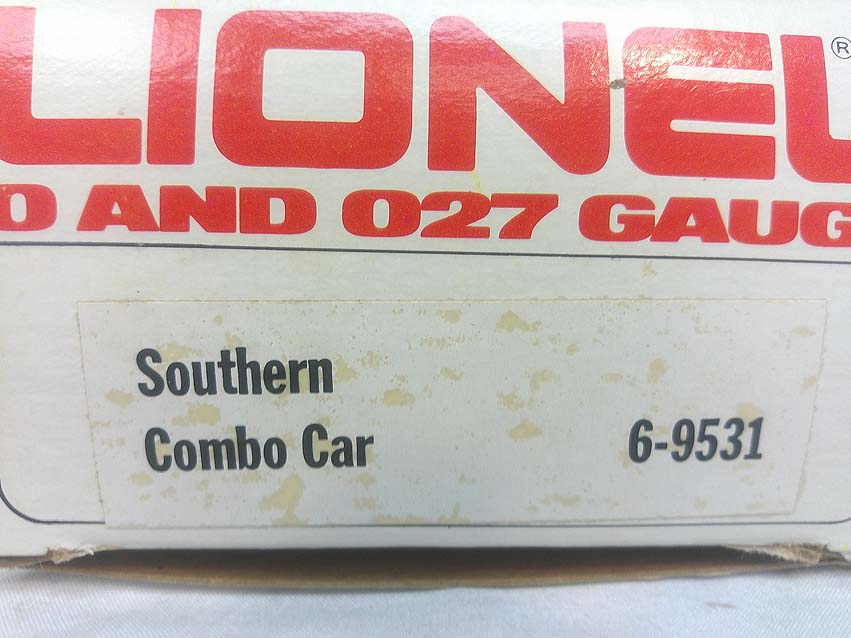 LIONEL ®
O AND 027 GAUG
Southern
Combo Car 6-9531